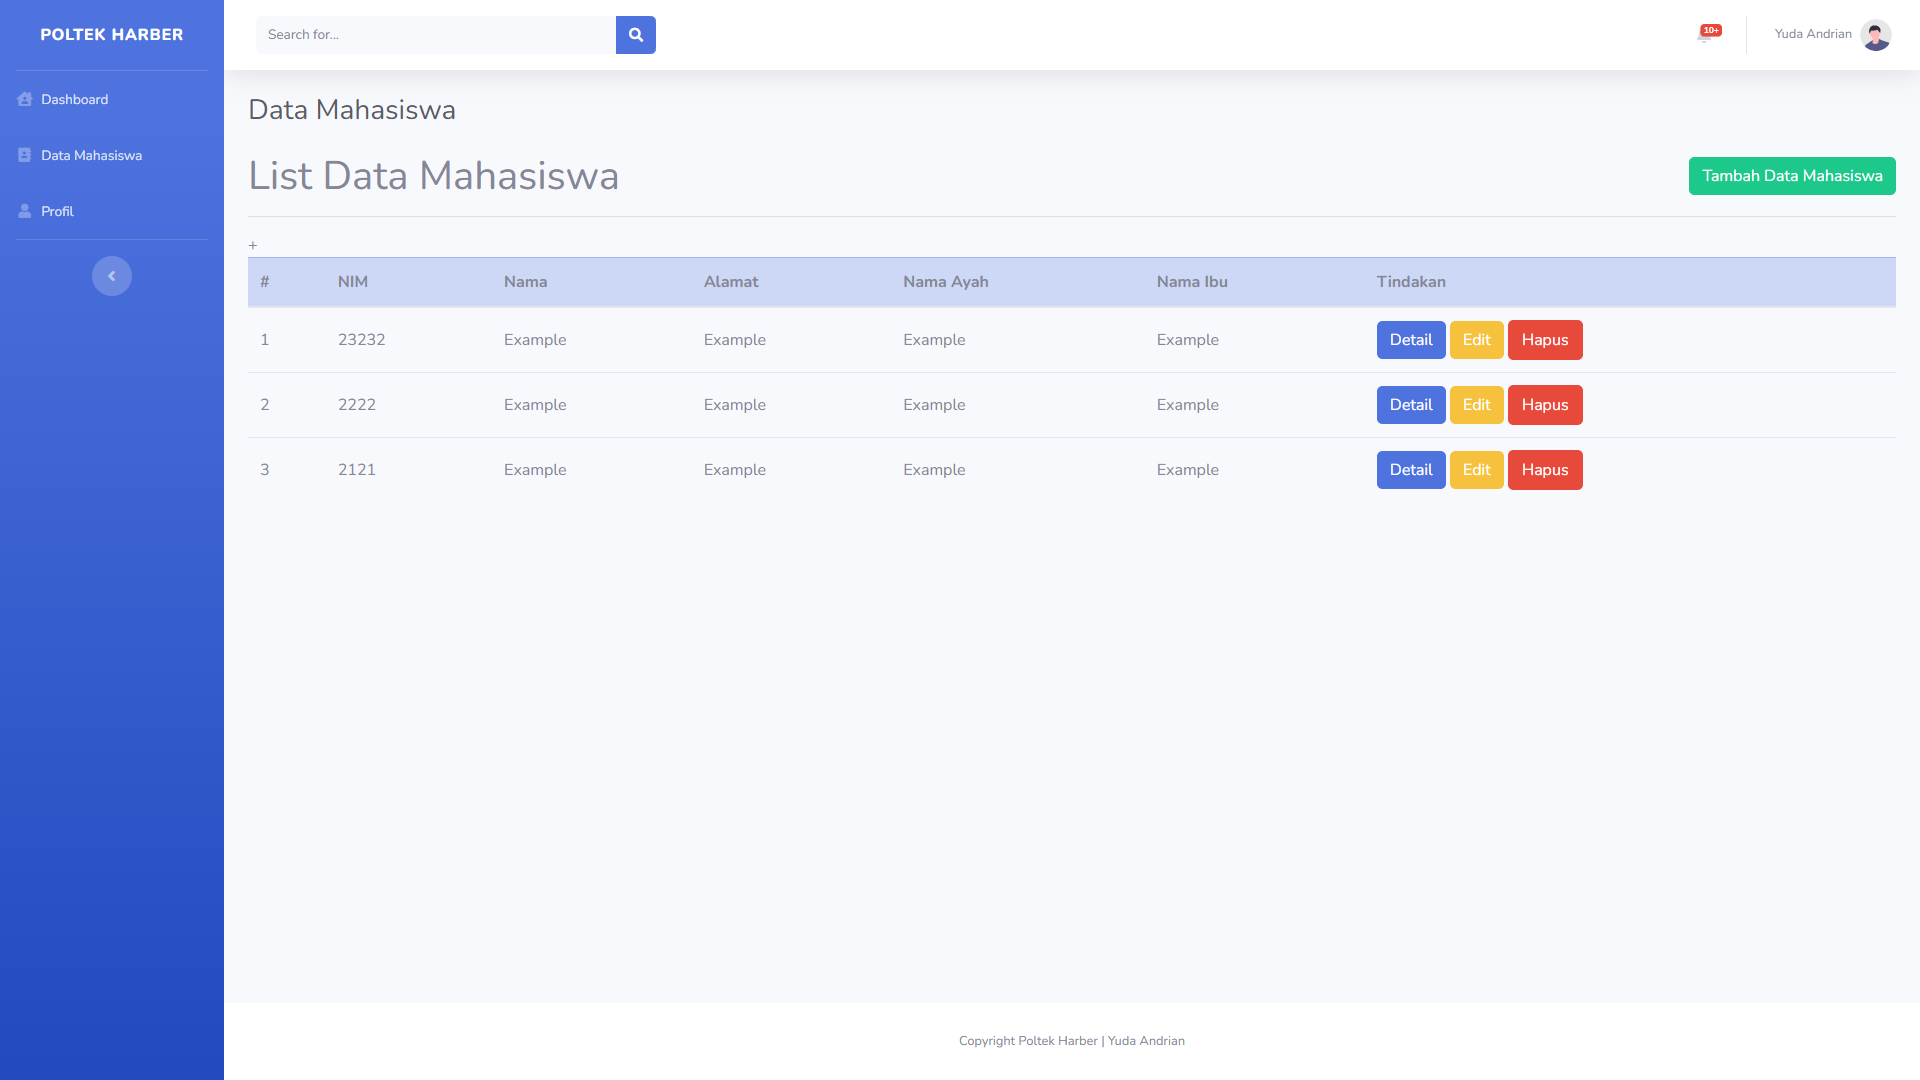 POLTEK HARBER
Search for...
10+
Yuda Andrian
Dashboard
Data Mahasiswa
Profil
Data Mahasiswa
List Data Mahasiswa
Tambah Data Mahasiswa
+
# NIM Nama Alamat Nama Ayah Nama Ibu Tindakan
1 23232 Example Example Example Example Detail Edit Hapus
2 2222 Example Example Example Example Detail Edit Hapus
3 2121 Example Example Example Example Detail Edit Hapus
Copyright Poltek Harber | Yuda Andrian